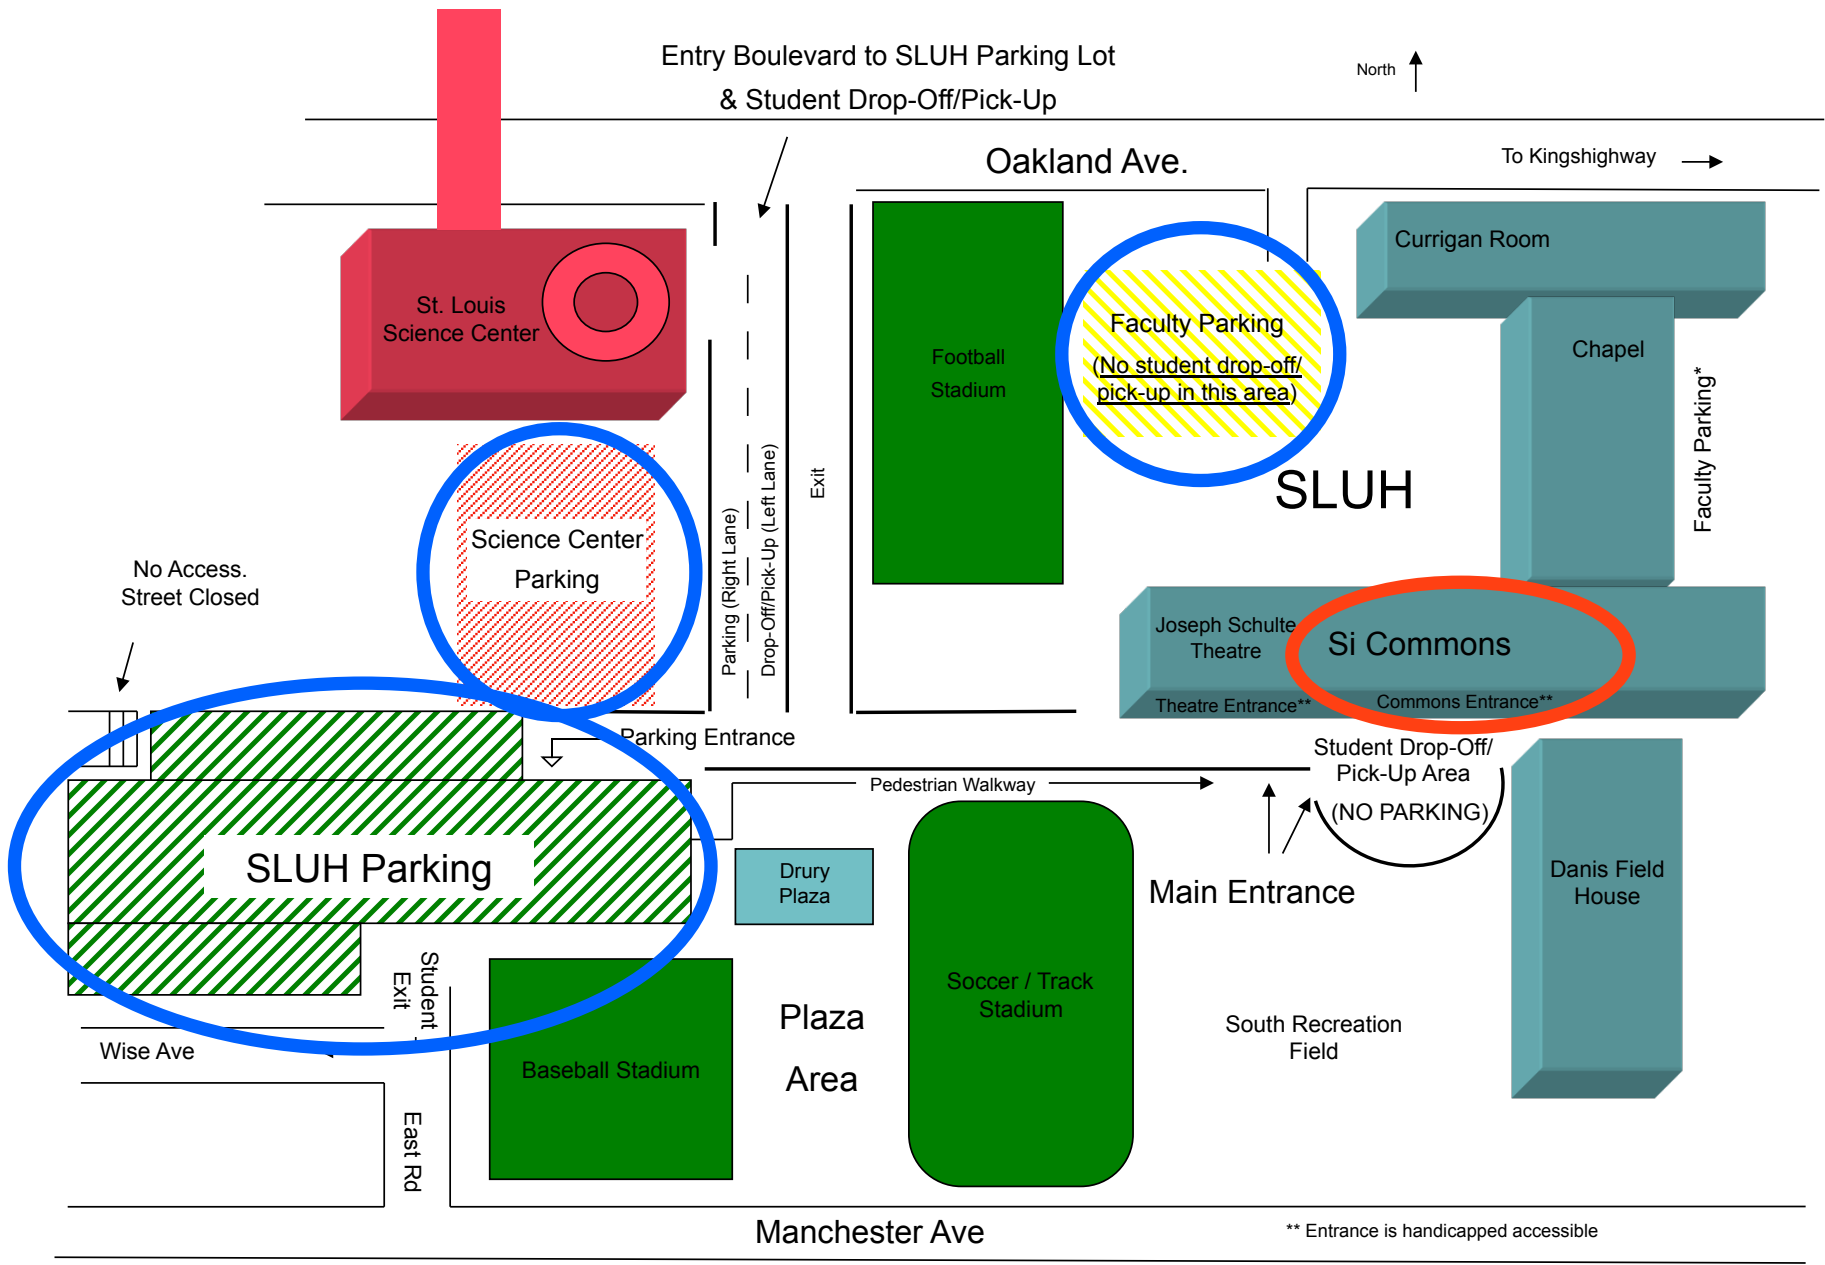 Entry Boulevard to SLUH Parking Lot
& Student Drop-Off/Pick-Up
North
Oakland Ave.
To Kingshighway
Currigan Room
St. Louis
Science Center
Faculty Parking
(No student drop-off/
pick-up in this area)
Football
Stadium
Chapel
Faculty Parking*
SLUH
Exit
Parking (Right Lane)
Drop-Off/Pick-Up (Left Lane)
Science Center
Parking
No Access.
Street Closed
Joseph Schulte
Theatre
Si Commons
Theatre Entrance**
Commons Entrance**
Parking Entrance
Student Drop-Off/
Pick-Up Area
(NO PARKING)
Pedestrian Walkway
SLUH Parking
Drury
Plaza
Main Entrance
Danis Field
House
Student
Exit
Soccer / Track
Stadium
Plaza
Area
South Recreation
Field
Wise Ave
Baseball Stadium
East Rd
Manchester Ave
** Entrance is handicapped accessible